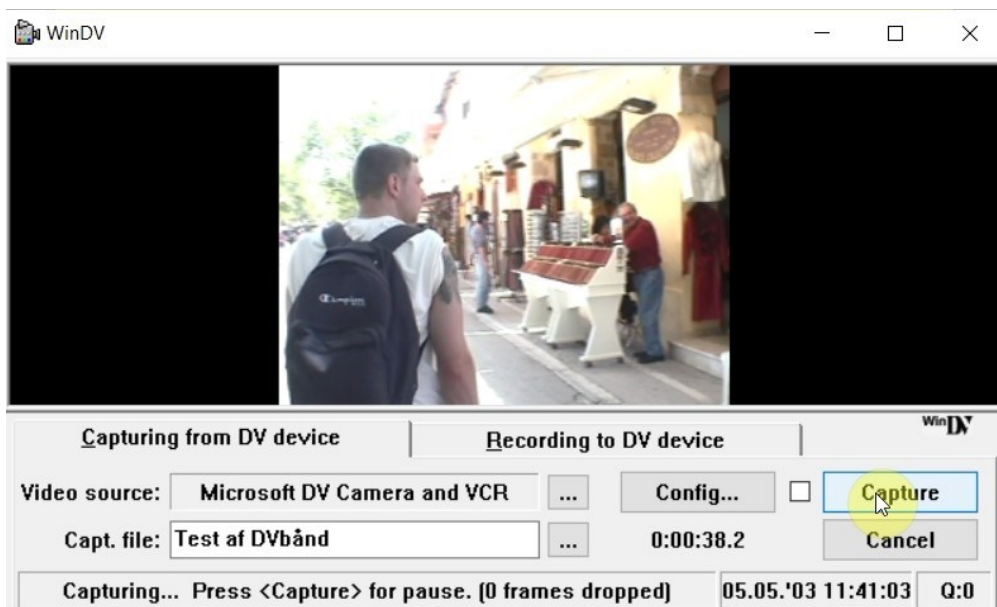 WinDV
Champion
Capturing from DV device
Recording to DV device
WinDV
Video source:
Microsoft DV Camera and VCR
...
Config...
Capture
Capt. file:
Test af DVbånd
...
0:00:38.2
Cancel
Capturing... Press <Capture> for pause. (0 frames dropped)
05.05.'03 11:41:03
Q:0